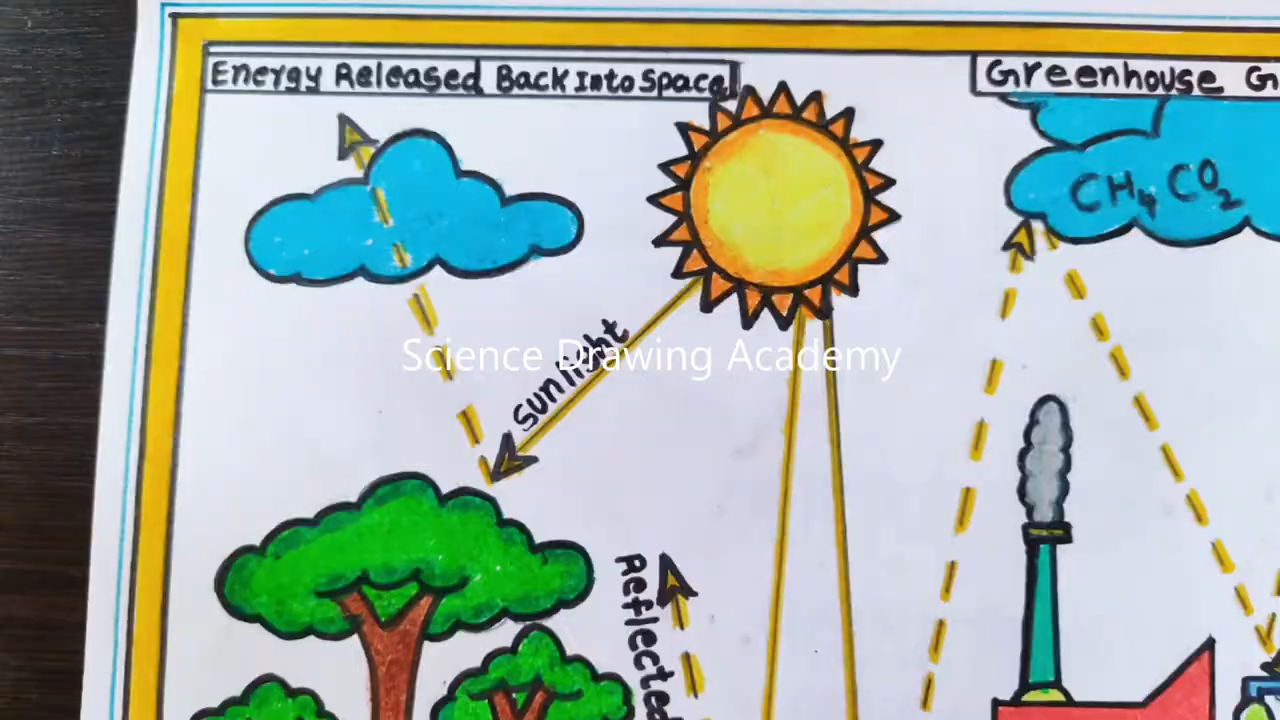 Energy Released Back Into Space
Greenhouse G
CH₄ CO₂
sunlight
Science Drawing Academy
Reflected